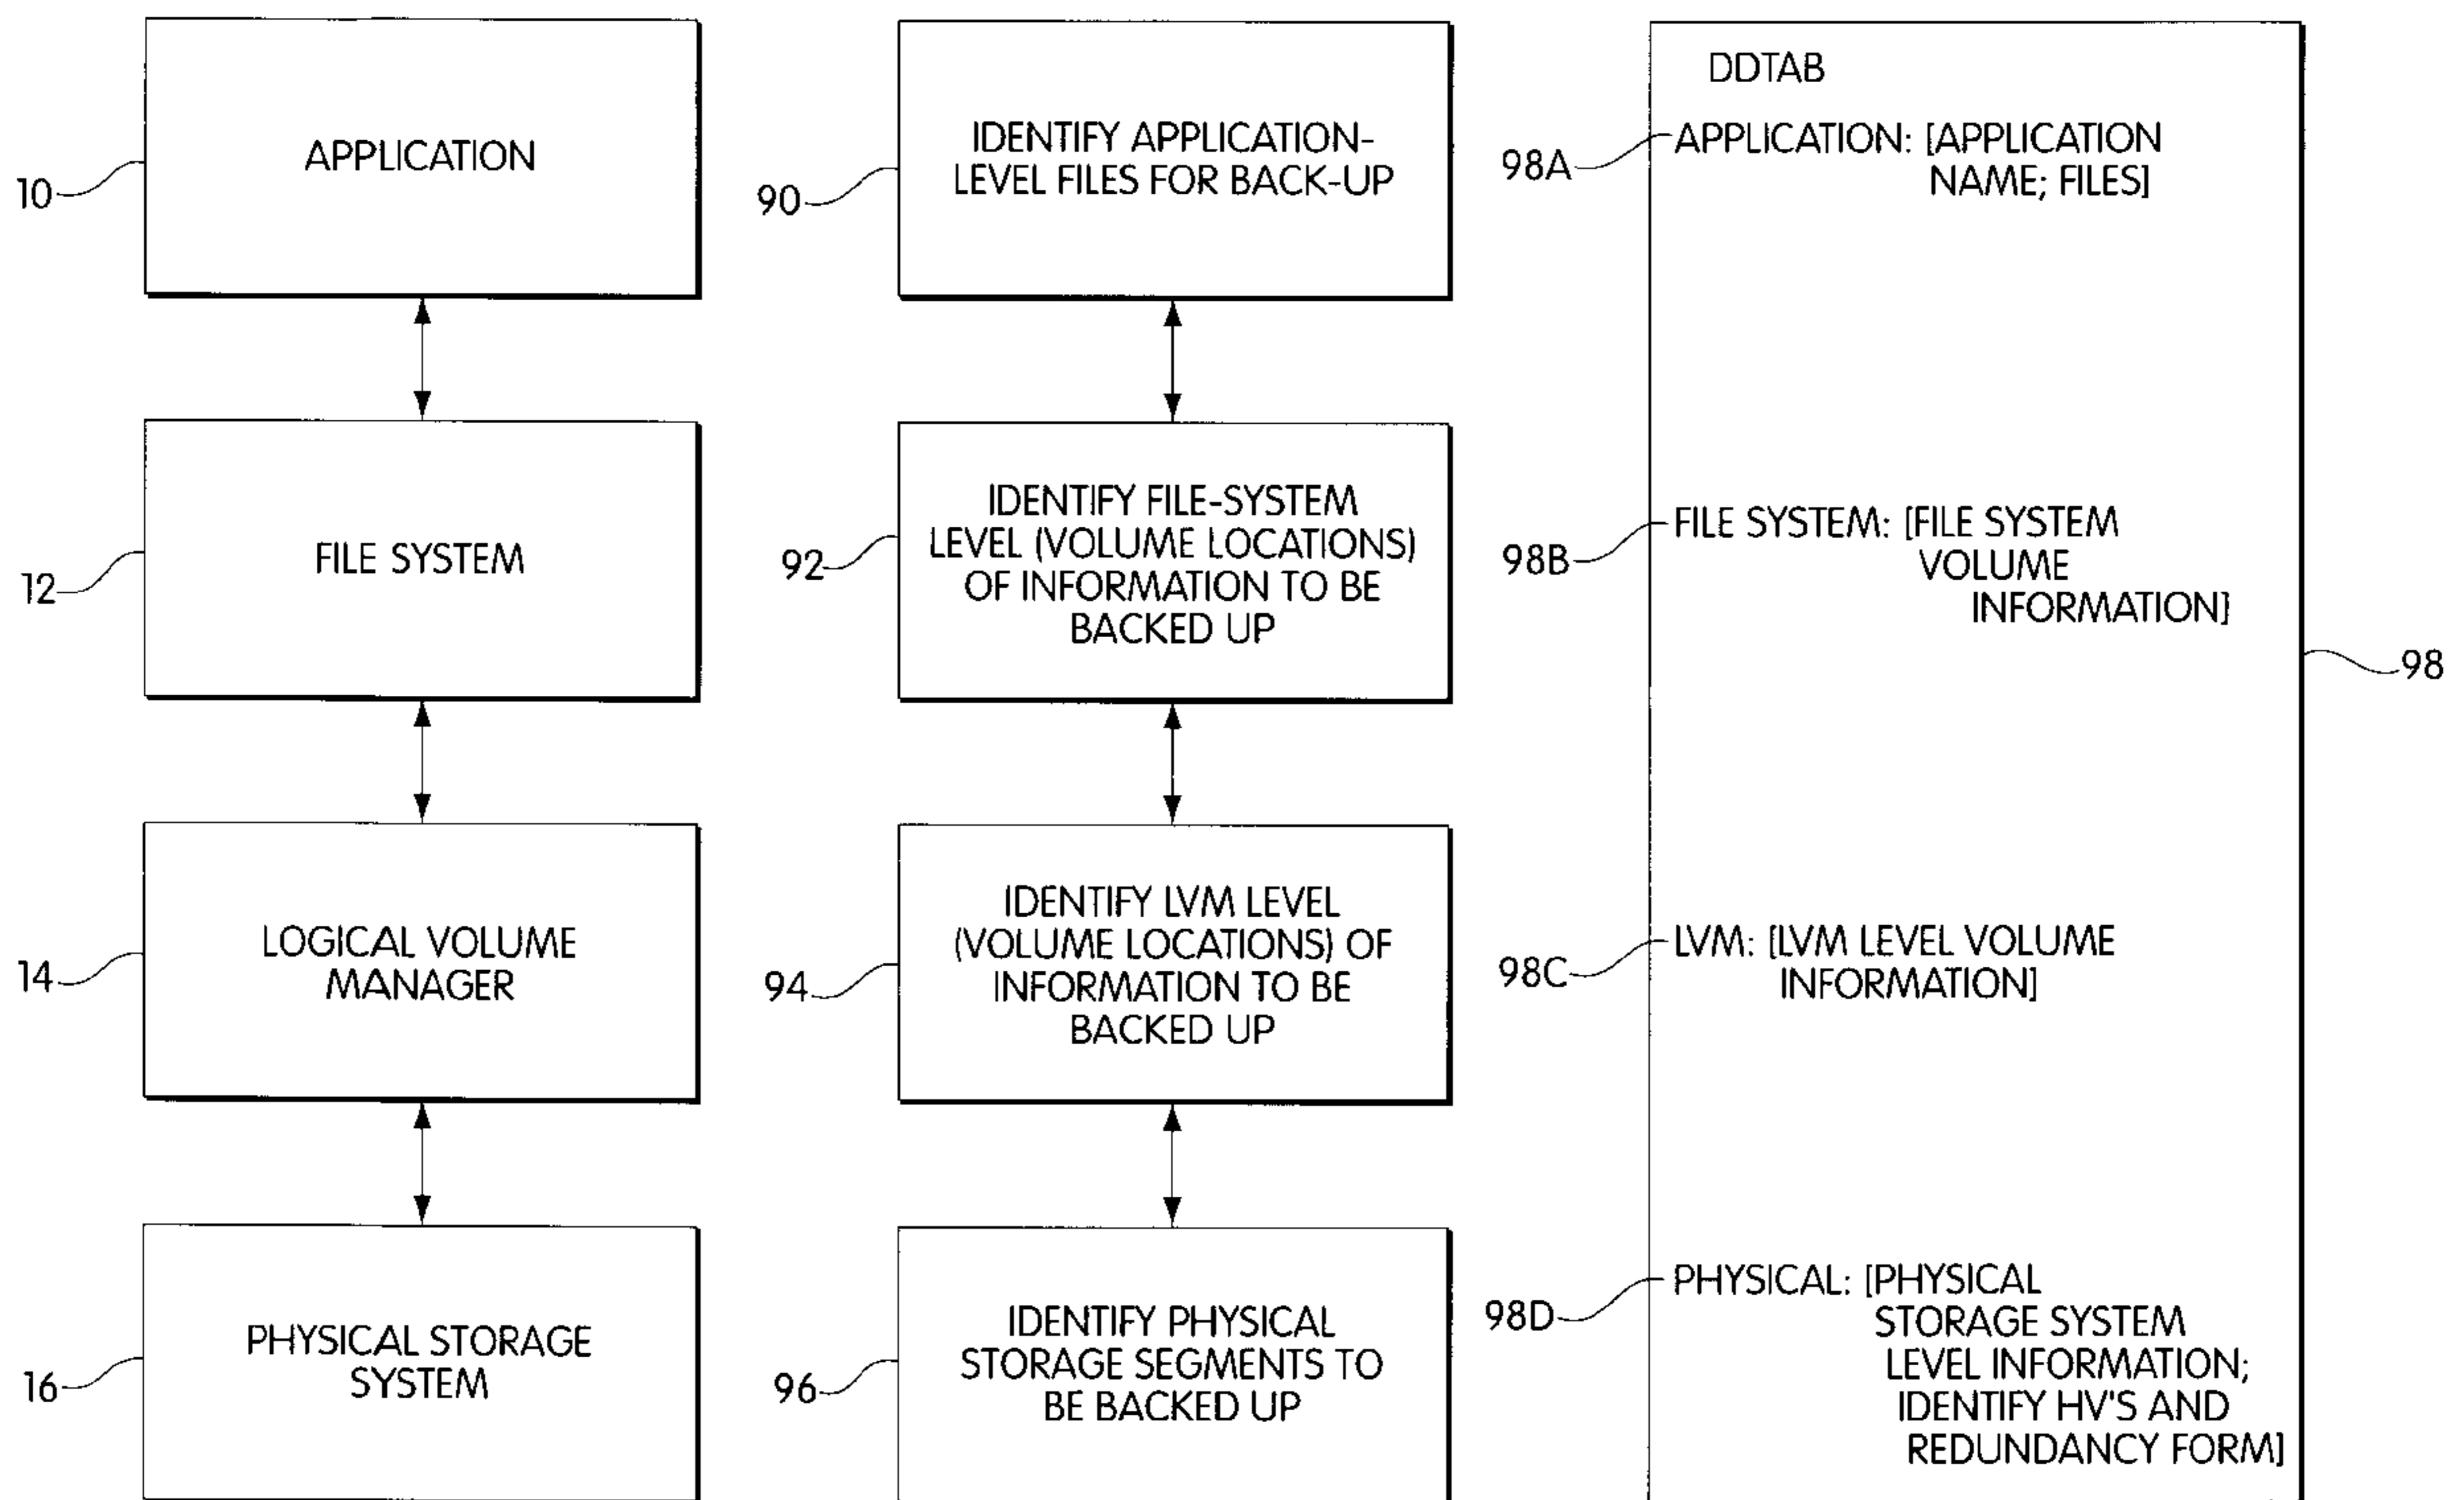 APPLICATION
10
FILE SYSTEM
12
LOGICAL VOLUME
MANAGER
14
PHYSICAL STORAGE
SYSTEM
16
IDENTIFY APPLICATION-
LEVEL FILES FOR BACK-UP
90
IDENTIFY FILE-SYSTEM
LEVEL (VOLUME LOCATIONS)
OF INFORMATION TO BE
BACKED UP
92
IDENTIFY LVM LEVEL
(VOLUME LOCATIONS) OF
INFORMATION TO BE
BACKED UP
94
IDENTIFY PHYSICAL
STORAGE SEGMENTS TO
BE BACKED UP
96
DDTAB
APPLICATION: [APPLICATION
NAME; FILES]
98A
FILE SYSTEM: [FILE SYSTEM
VOLUME
INFORMATION]
98B
98
LVM: [LVM LEVEL VOLUME
INFORMATION]
98C
PHYSICAL: [PHYSICAL
STORAGE SYSTEM
LEVEL INFORMATION;
IDENTIFY HV'S AND
REDUNDANCY FORM]
98D